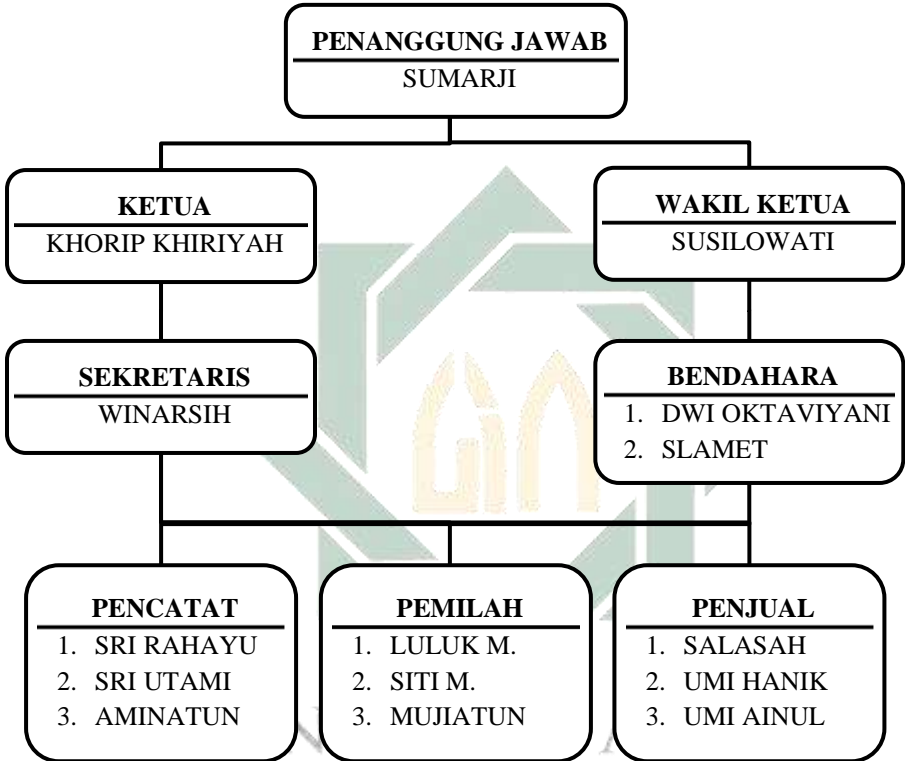 PENANGGUNG JAWAB
SUMARJI
KETUA
KHORIP KHIRIYAH
WAKIL KETUA
SUSILOWATI
SEKRETARIS
WINARSIH
BENDAHARA
1. DWI OKTAVIYANI
2. SLAMET
PENCATAT
1. SRI RAHAYU
2. SRI UTAMI
3. AMINATUN
PEMILAH
1. LULUK M.
2. SITI M.
3. MUJIATUN
PENJUAL
1. SALASAH
2. UMI HANIK
3. UMI AINUL